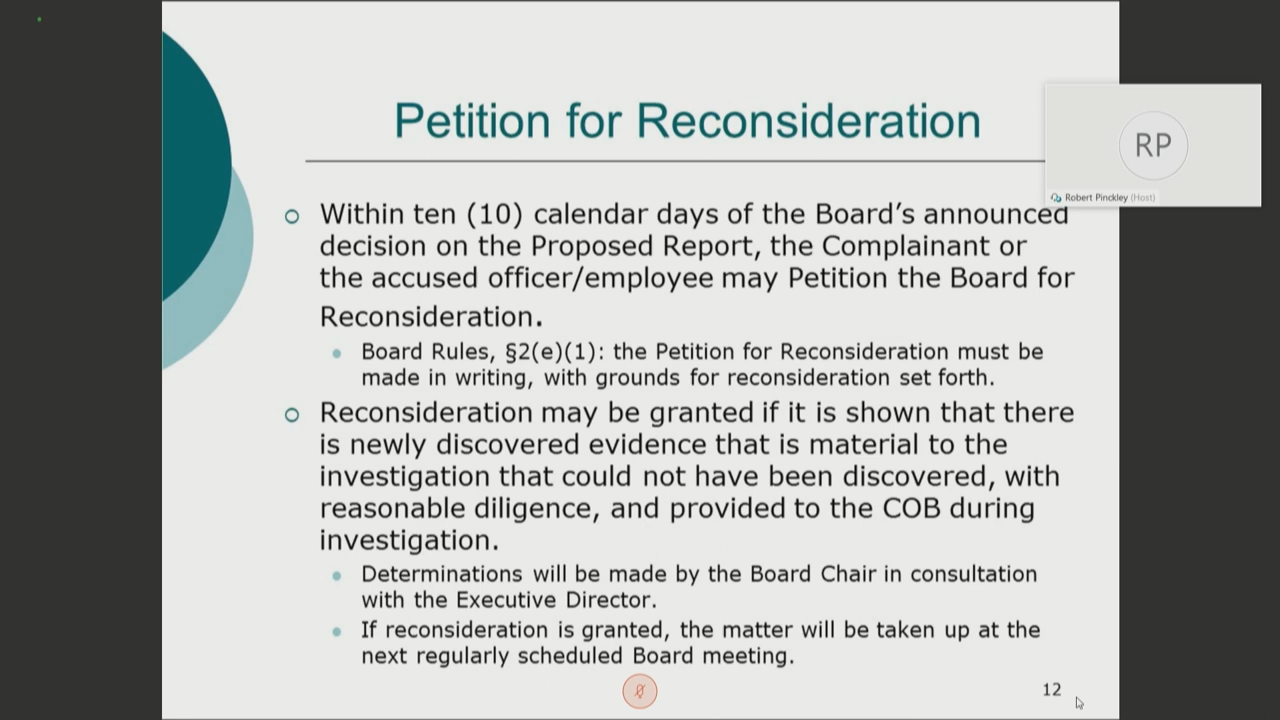 Petition for Reconsideration
RP
Robert Pinckley (Host)
Within ten (10) calendar days of the Board’s announced
decision on the Proposed Report, the Complainant or
the accused officer/employee may Petition the Board for
Reconsideration.
Board Rules, §2(e)(1): the Petition for Reconsideration must be
made in writing, with grounds for reconsideration set forth.
Reconsideration may be granted if it is shown that there
is newly discovered evidence that is material to the
investigation that could not have been discovered, with
reasonable diligence, and provided to the COB during
investigation.
Determinations will be made by the Board Chair in consultation
with the Executive Director.
If reconsideration is granted, the matter will be taken up at the
next regularly scheduled Board meeting.
12